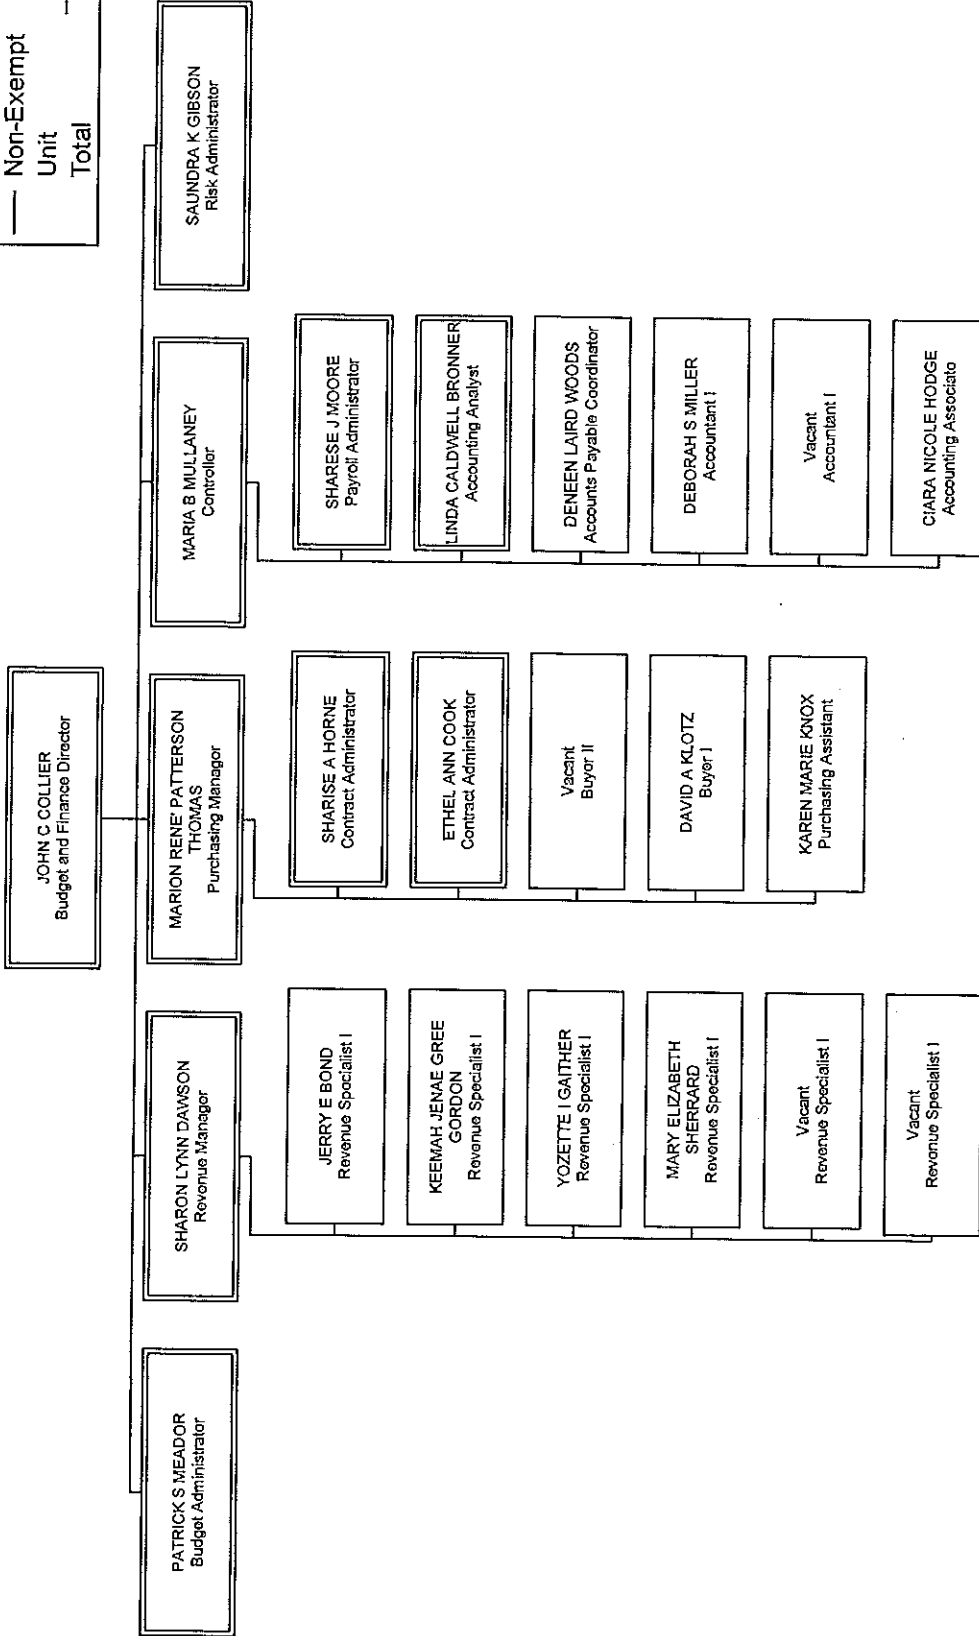 Non-Exempt
Unit
Total
JOHN C COLLIER
Budget and Finance Director
PATRICK S MEADOR
Budget Administrator
SHARON LYNN DAWSON
Revenue Manager
MARION RENE' PATTERSON
THOMAS
Purchasing Manager
MARIA B MULLANEY
Controller
SAUNDRA K GIBSON
Risk Administrator
JERRY E BOND
Revenue Specialist I
KEEMAH JENAE GREE
GORDON
Revenue Specialist I
YOZETTE I GAITHER
Revenue Specialist I
MARY ELIZABETH
SHERRARD
Revenue Specialist I
Vacant
Revenue Specialist I
Vacant
Revenue Specialist I
SHARISE A HORNE
Contract Administrator
ETHEL ANN COOK
Contract Administrator
Vacant
Buyer II
DAVID A KLOTZ
Buyer I
KAREN MARIE KNOX
Purchasing Assistant
SHARESE J MOORE
Payroll Administrator
LINDA CALDWELL BRONNER
Accounting Analyst
DENEEN LAIRD WOODS
Accounts Payable Coordinator
DEBORAH S MILLER
Accountant I
Vacant
Accountant I
CIARA NICOLE HODGE
Accounting Associate